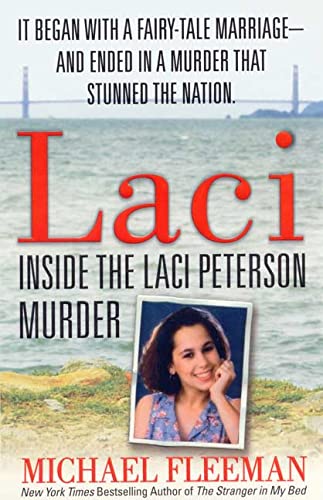 IT BEGAN WITH A FAIRY-TALE MARRIAGE—
AND ENDED IN A MURDER THAT
STUNNED THE NATION.
Laci
INSIDE THE LACI PETERSON
MURDER
MICHAEL FLEEMAN
New York Times Bestselling Author of The Stranger in My Bed